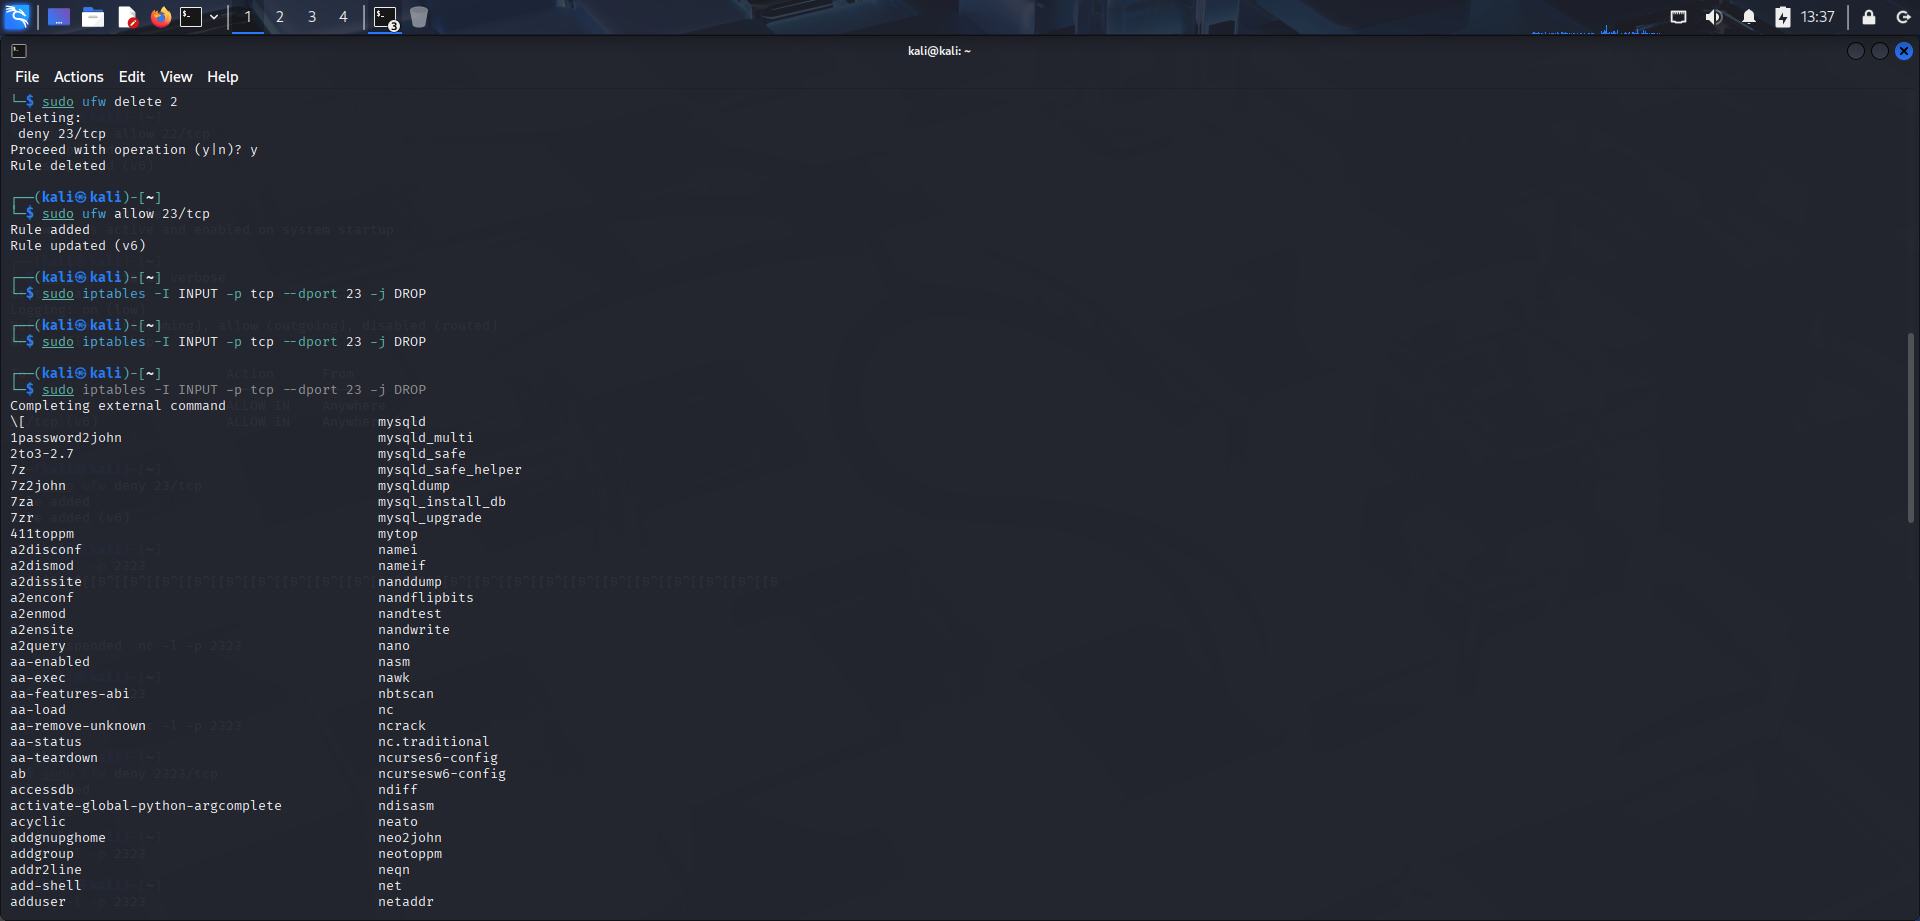 1 2 3 4 3 13:37
kali@kali: ~
File Actions Edit View Help
└─$ sudo ufw delete 2
Deleting:
 deny 23/tcp
Proceed with operation (y|n)? y
Rule deleted
┌──(kali㉿kali)-[~]
└─$ sudo ufw allow 23/tcp
Rule added
Rule updated (v6)
┌──(kali㉿kali)-[~]
└─$ sudo iptables -I INPUT -p tcp --dport 23 -j DROP
┌──(kali㉿kali)-[~]
└─$ sudo iptables -I INPUT -p tcp --dport 23 -j DROP
┌──(kali㉿kali)-[~]
└─$ sudo iptables -I INPUT -p tcp --dport 23 -j DROP
Completing external command
\[ mysqld
1password2john mysqld_multi
2to3-2.7 mysqld_safe
7z mysqld_safe_helper
7z2john mysqldump
7za mysql_install_db
7zr mysql_upgrade
411toppm mytop
a2disconf namei
a2dismod nameif
a2dissite nanddump
a2enconf nandflipbits
a2enmod nandtest
a2ensite nandwrite
a2query nano
aa-enabled nasm
aa-exec nawk
aa-features-abi nbtscan
aa-load nc
aa-remove-unknown ncrack
aa-status nc.traditional
aa-teardown ncurses6-config
ab ncursesw6-config
accessdb ndiff
activate-global-python-argcomplete ndisasm
acyclic neato
addgnupghome neo2john
addgroup neotoppm
addr2line neqn
add-shell net
adduser netaddr